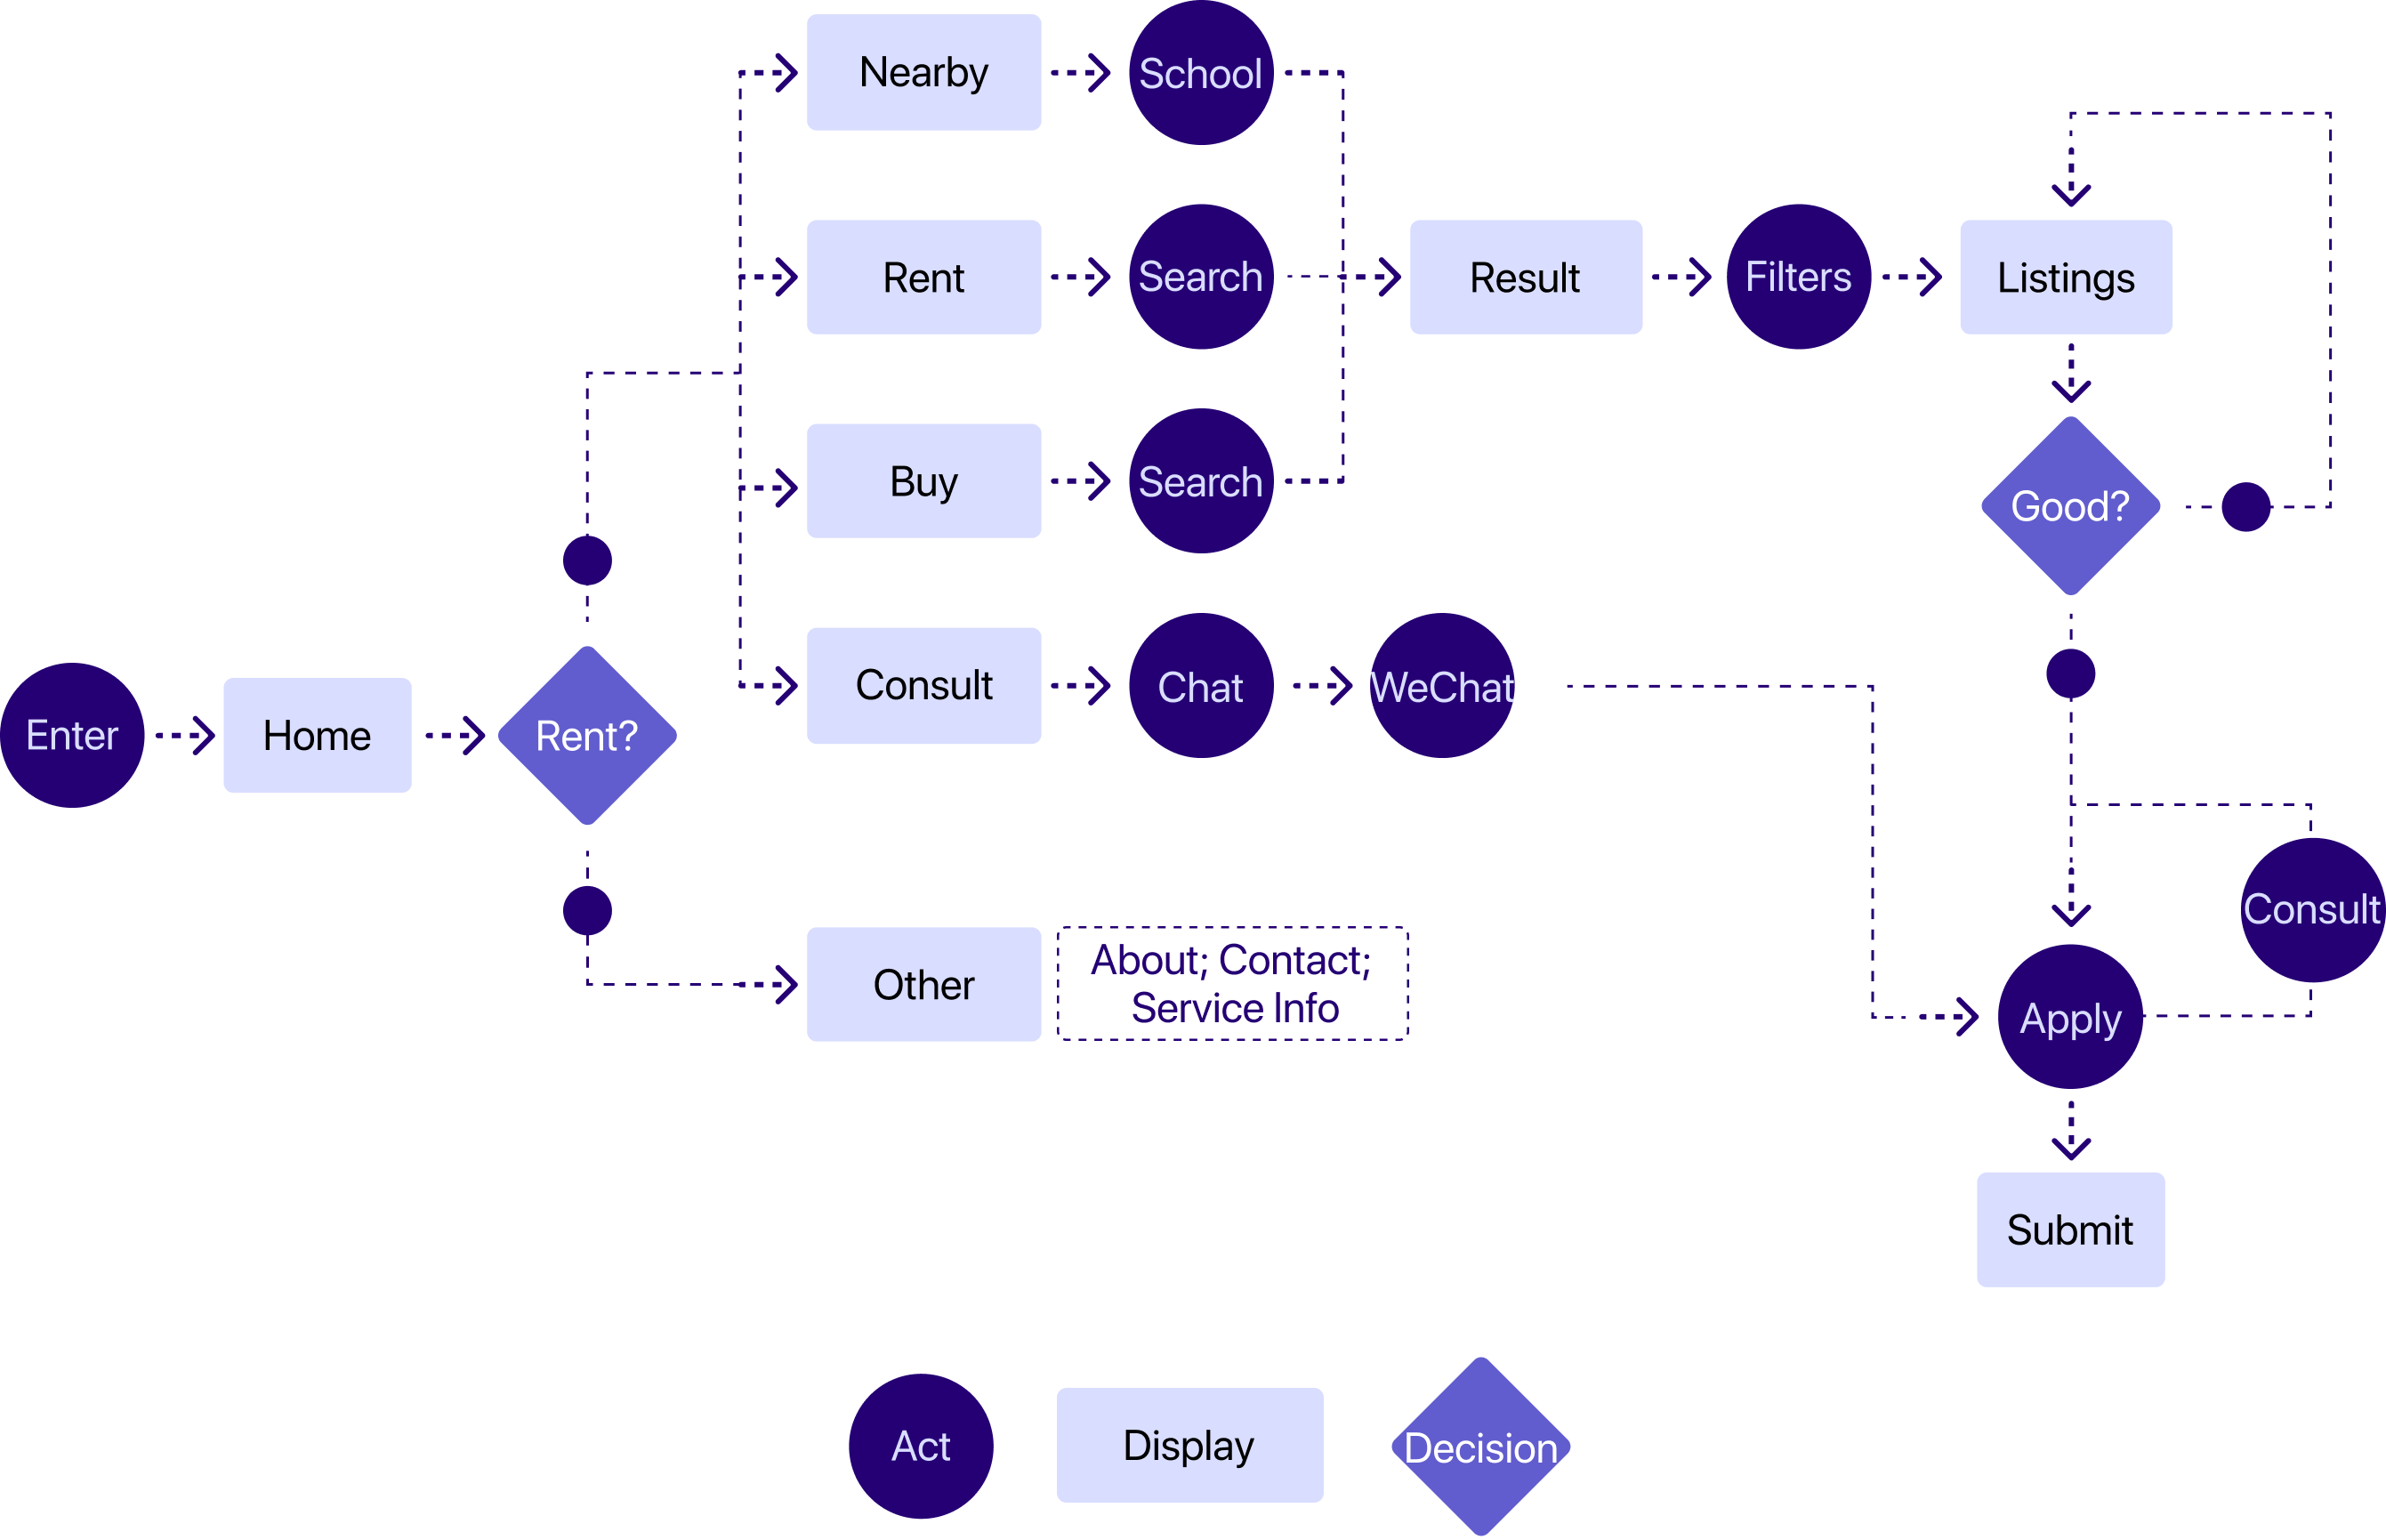 Nearby
School
Rent
Search
Result
Filters
Listings
Buy
Search
Good?
Consult
Chat
WeChat
Enter
Home
Rent?
Consult
Other
About; Contact;
Service Info
Apply
Submit
Act
Display
Decision